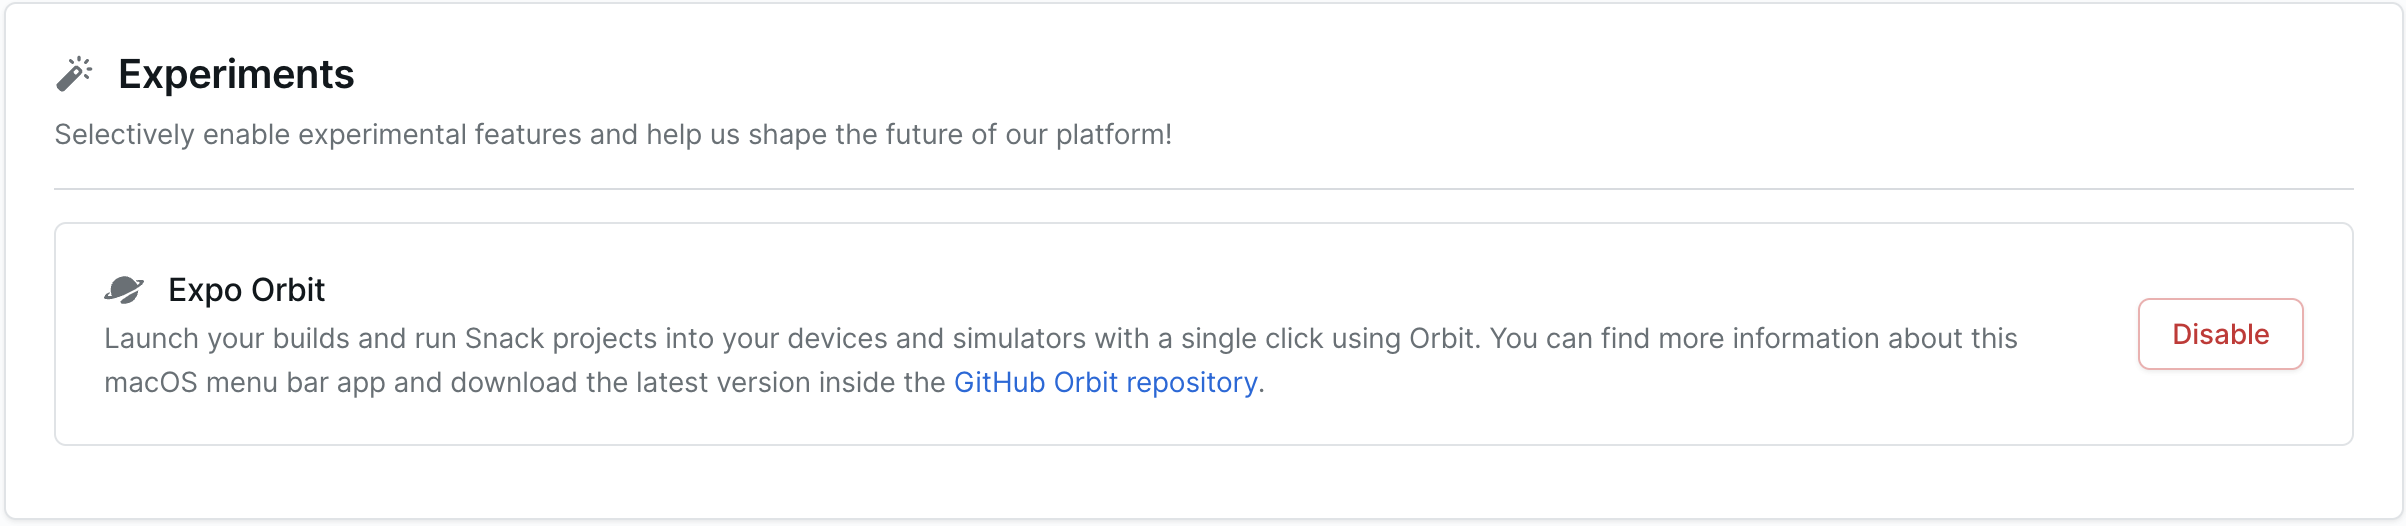 Experiments
Selectively enable experimental features and help us shape the future of our platform!
Expo Orbit
Launch your builds and run Snack projects into your devices and simulators with a single click using Orbit. You can find more information about this
macOS menu bar app and download the latest version inside the GitHub Orbit repository.
Disable